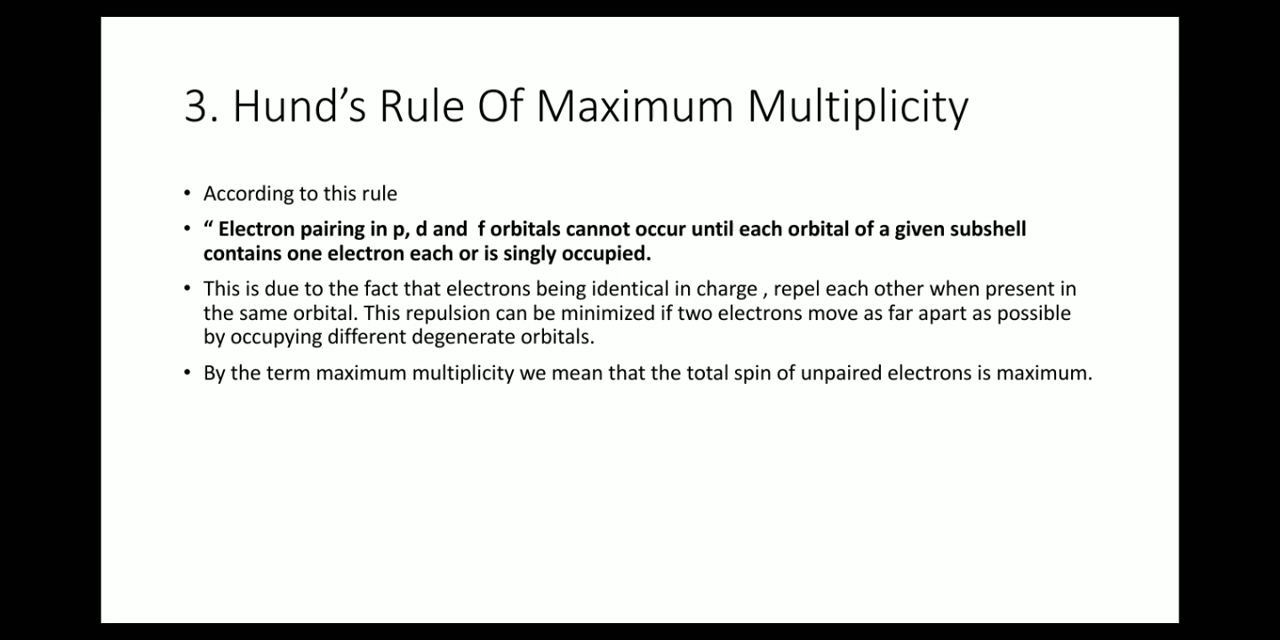 3. Hund’s Rule Of Maximum Multiplicity
• According to this rule
• “ Electron pairing in p, d and  f orbitals cannot occur until each orbital of a given subshell
contains one electron each or is singly occupied.
• This is due to the fact that electrons being identical in charge , repel each other when present in
the same orbital. This repulsion can be minimized if two electrons move as far apart as possible
by occupying different degenerate orbitals.
• By the term maximum multiplicity we mean that the total spin of unpaired electrons is maximum.